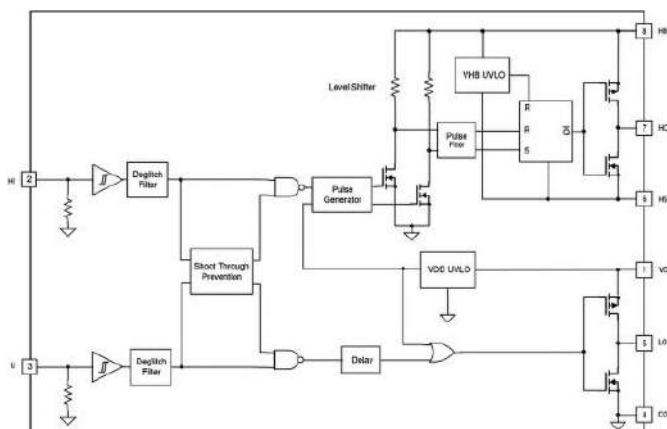 8
HB
Level Shifter
VHB UVLO
R
R
S
Pulse
Filter
7
HO
6
HS
HI
2
Deglitch
Filter
Pulse
Generator
Shoot Through
Prevention
VDD UVLO
1
LI
3
Deglitch
Filter
Delay
5
LO
4